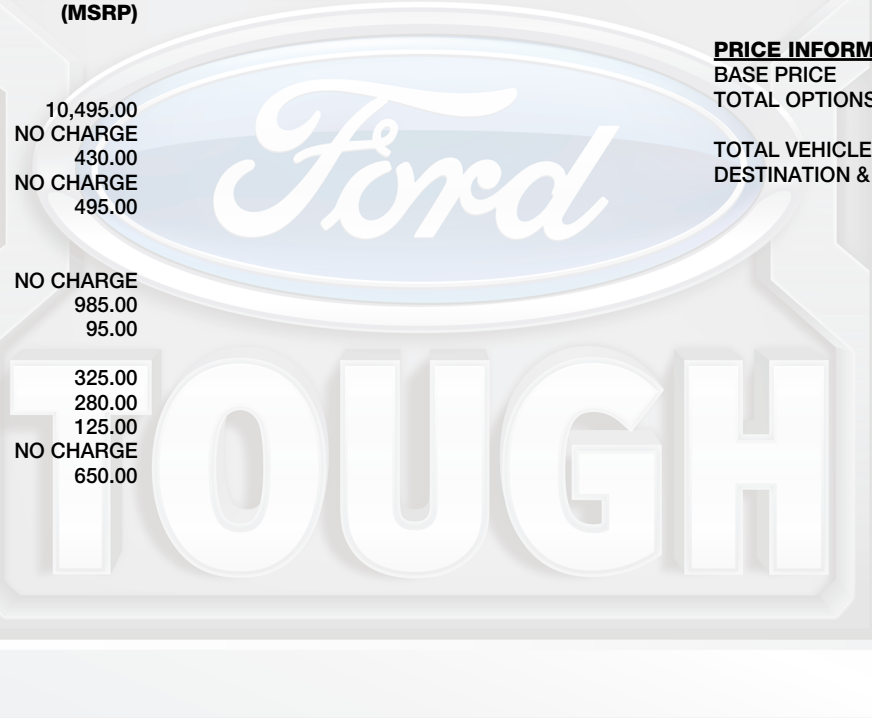 (MSRP)
10,495.00
NO CHARGE
430.00
NO CHARGE
495.00
NO CHARGE
985.00
95.00
325.00
280.00
125.00
NO CHARGE
650.00
PRICE INFORM
BASE PRICE
TOTAL OPTIONS
TOTAL VEHICLE
DESTINATION &
Ford
TOUGH